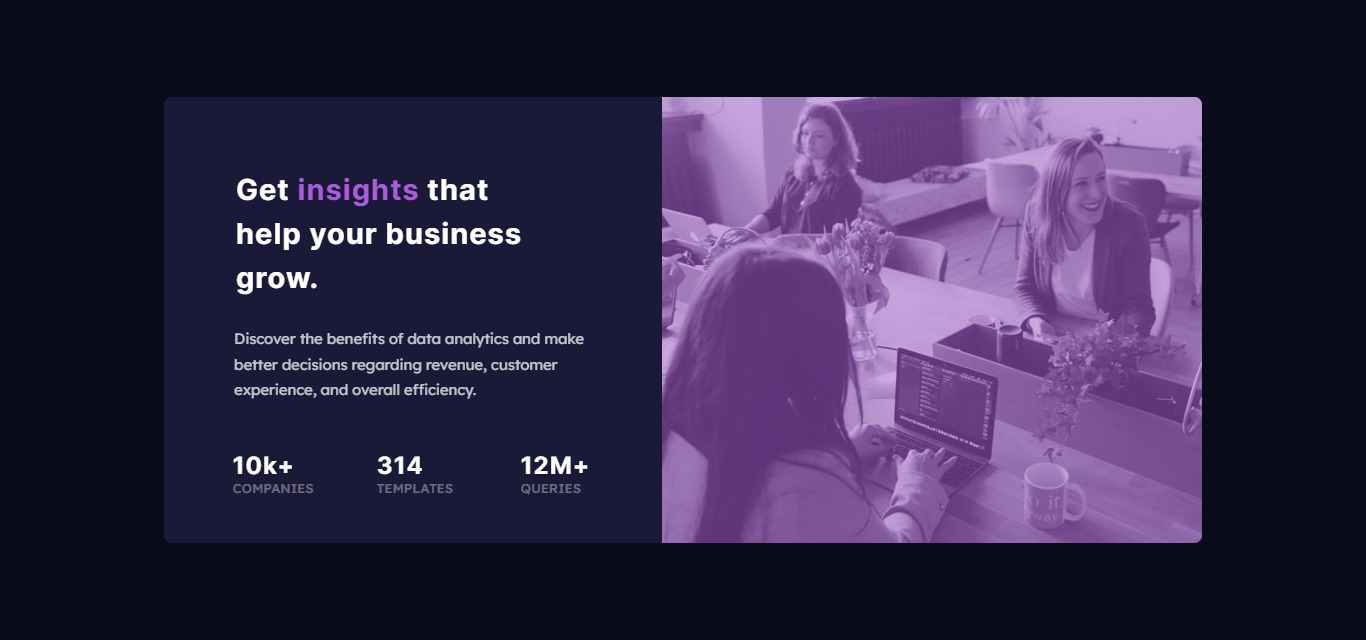 Get insights that
help your business
grow.
Discover the benefits of data analytics and make
better decisions regarding revenue, customer
experience, and overall efficiency.
10k+ 314 12M+
COMPANIES TEMPLATES QUERIES